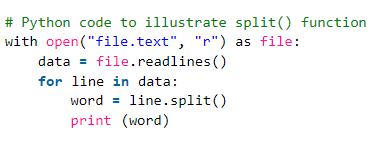 # Python code to illustrate split() function
with open("file.text", "r") as file:
    data = file.readlines()
    for line in data:
        word = line.split()
        print (word)